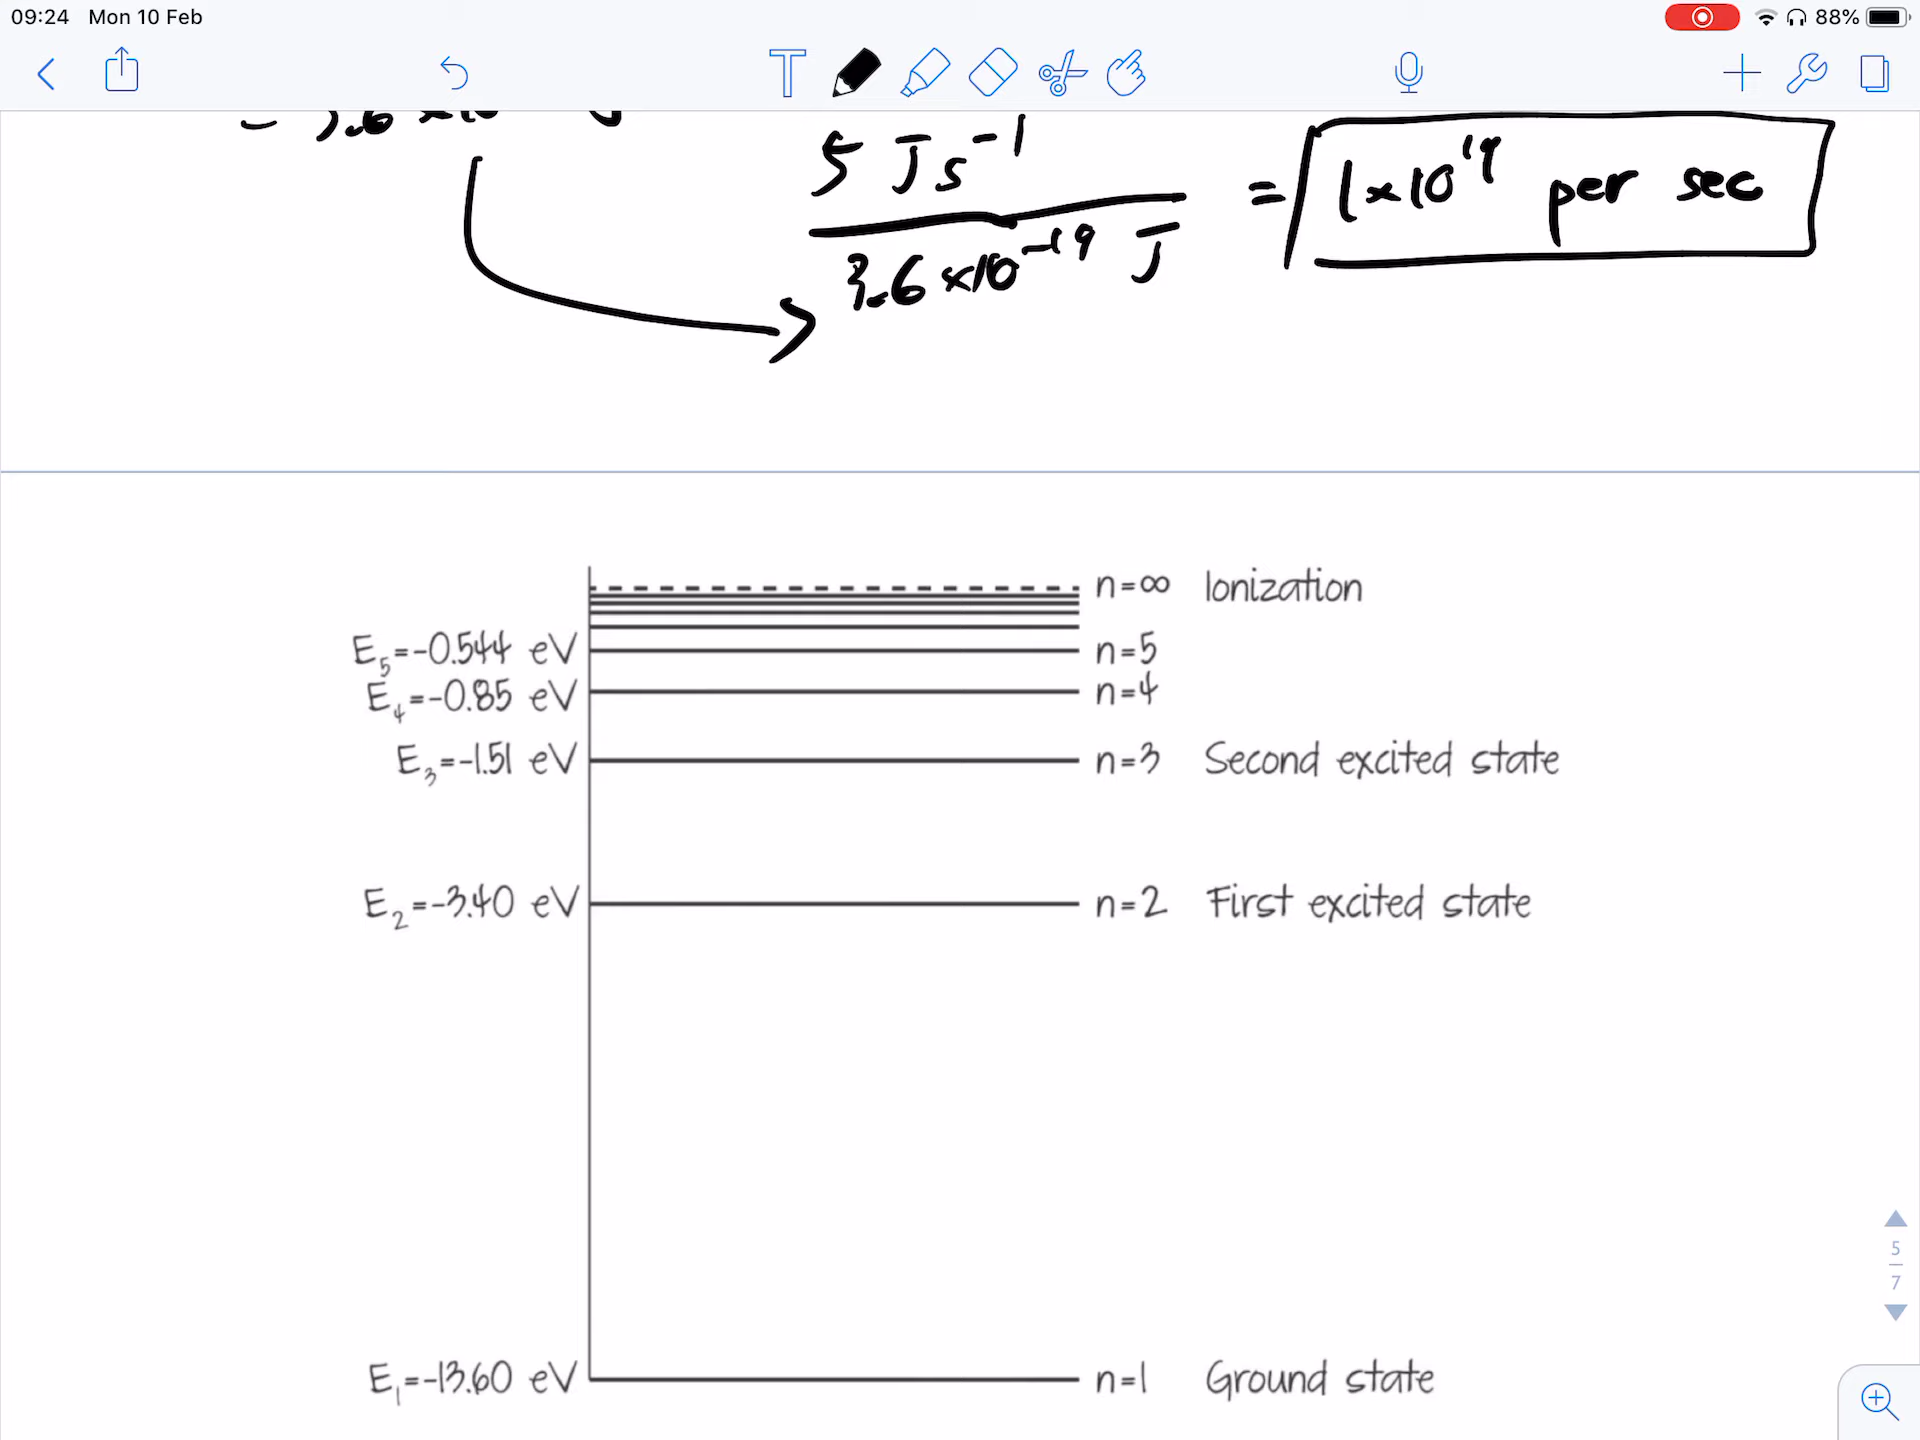 09:24 Mon 10 Feb 88%
5 J s⁻¹
3.6 ×10⁻¹⁹ J
= 1×10¹⁹ per sec
n=∞ Ionization
E₅=-0.544 eV n=5
E₄=-0.85 eV n=4
E₃=-1.51 eV n=3 Second excited state
E₂=-3.40 eV n=2 First excited state
5
7
E₁=-13.60 eV n=1 Ground state